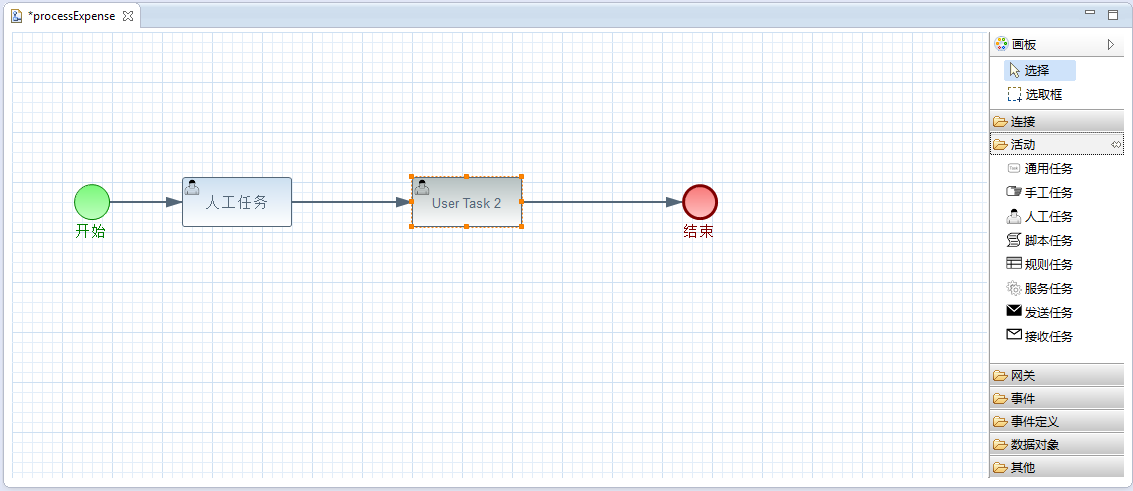 *processExpense
画板
选择
选取框
连接
活动
通用任务
手工任务
人工任务
脚本任务
规则任务
服务任务
发送任务
接收任务
网关
事件
事件定义
数据对象
其他
开始
人工任务
User Task 2
结束